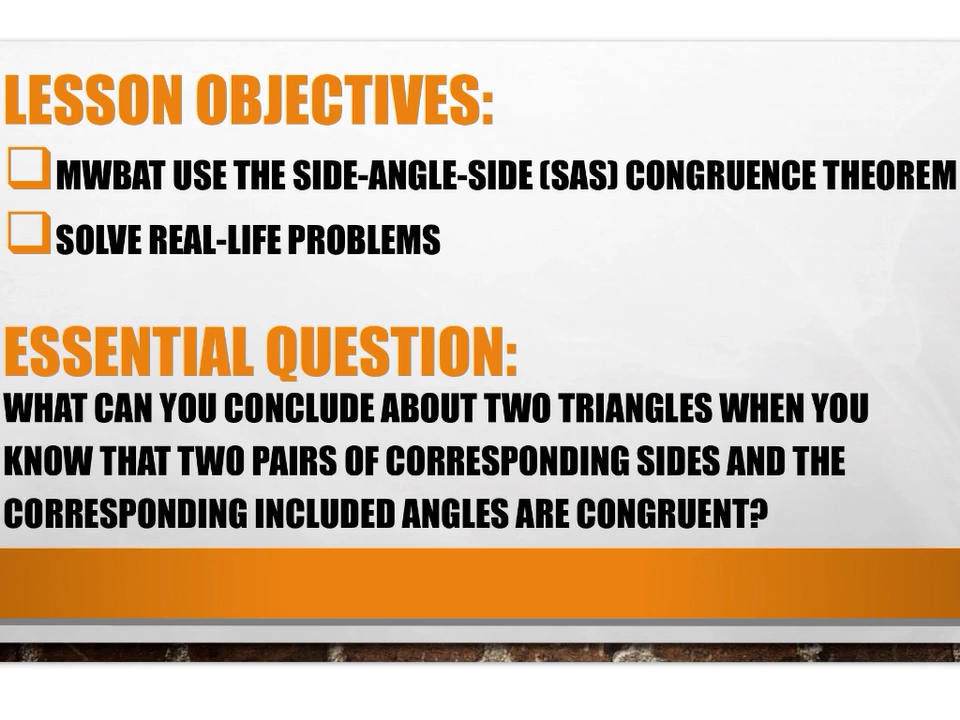 LESSON OBJECTIVES:
MWBAT USE THE SIDE-ANGLE-SIDE (SAS) CONGRUENCE THEOREM
SOLVE REAL-LIFE PROBLEMS
ESSENTIAL QUESTION:
WHAT CAN YOU CONCLUDE ABOUT TWO TRIANGLES WHEN YOU
KNOW THAT TWO PAIRS OF CORRESPONDING SIDES AND THE
CORRESPONDING INCLUDED ANGLES ARE CONGRUENT?